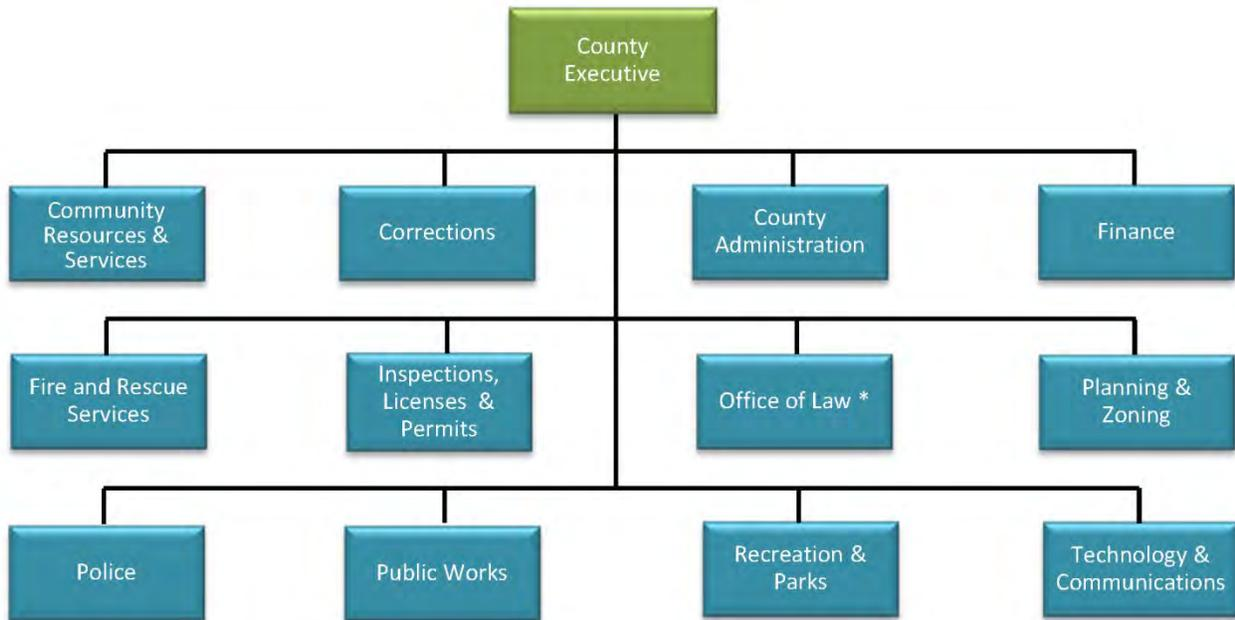 County
Executive
Community
Resources &
Services
Corrections
County
Administration
Finance
Fire and Rescue
Services
Inspections,
Licenses &
Permits
Office of Law *
Planning &
Zoning
Police
Public Works
Recreation &
Parks
Technology &
Communications